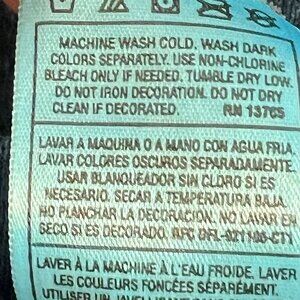 MACHINE WASH COLD, WASH DARK
COLORS SEPARATELY. USE NON-CHLORINE
BLEACH ONLY IF NEEDED. TUMBLE DRY LOW.
DO NOT IRON DECORATION. DO NOT DRY
CLEAN IF DECORATED. RN 13765
LAVAR A MAQUINA O A MANO CON AGUA FRIA.
LAVAR COLORES OSCUROS SEPARADAMENTE.
USAR BLANQUEADOR SIN CLORO SI ES
NECESARIO. SECAR A TEMPERATURA BAJA.
NO PLANCHAR LA DECORACION. NO LAVAR EN
SECO SI ES DECORADO. RFC
LAVER À LA MACHINE À L'EAU FROIDE. LAVER
LES COULEURS FONCÉES SÉPARÉMENT.
UTILISER UN